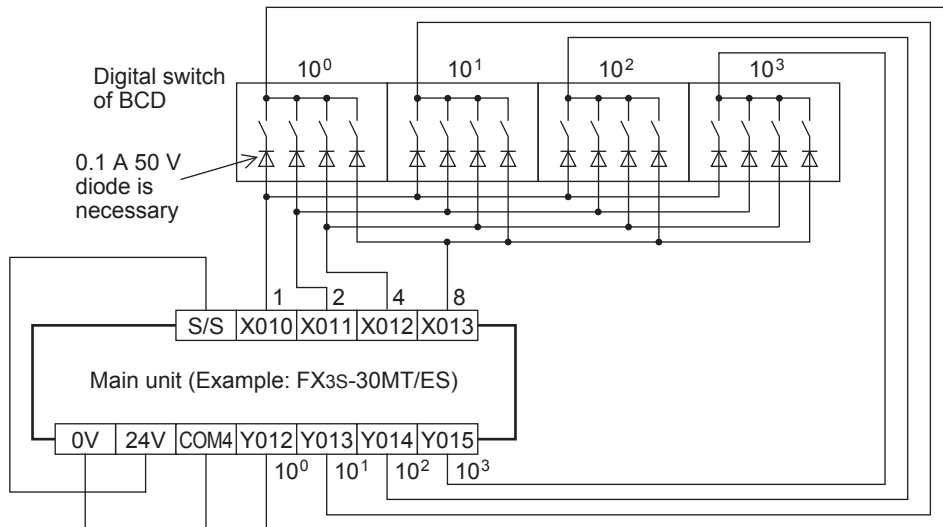 10⁰ 10¹ 10² 10³
Digital switch
of BCD
0.1 A 50 V
diode is
necessary
1 2 4 8
S/S X010 X011 X012 X013
Main unit (Example: FX3S-30MT/ES)
0V 24V COM4 Y012 Y013 Y014 Y015
10⁰ 10¹ 10² 10³